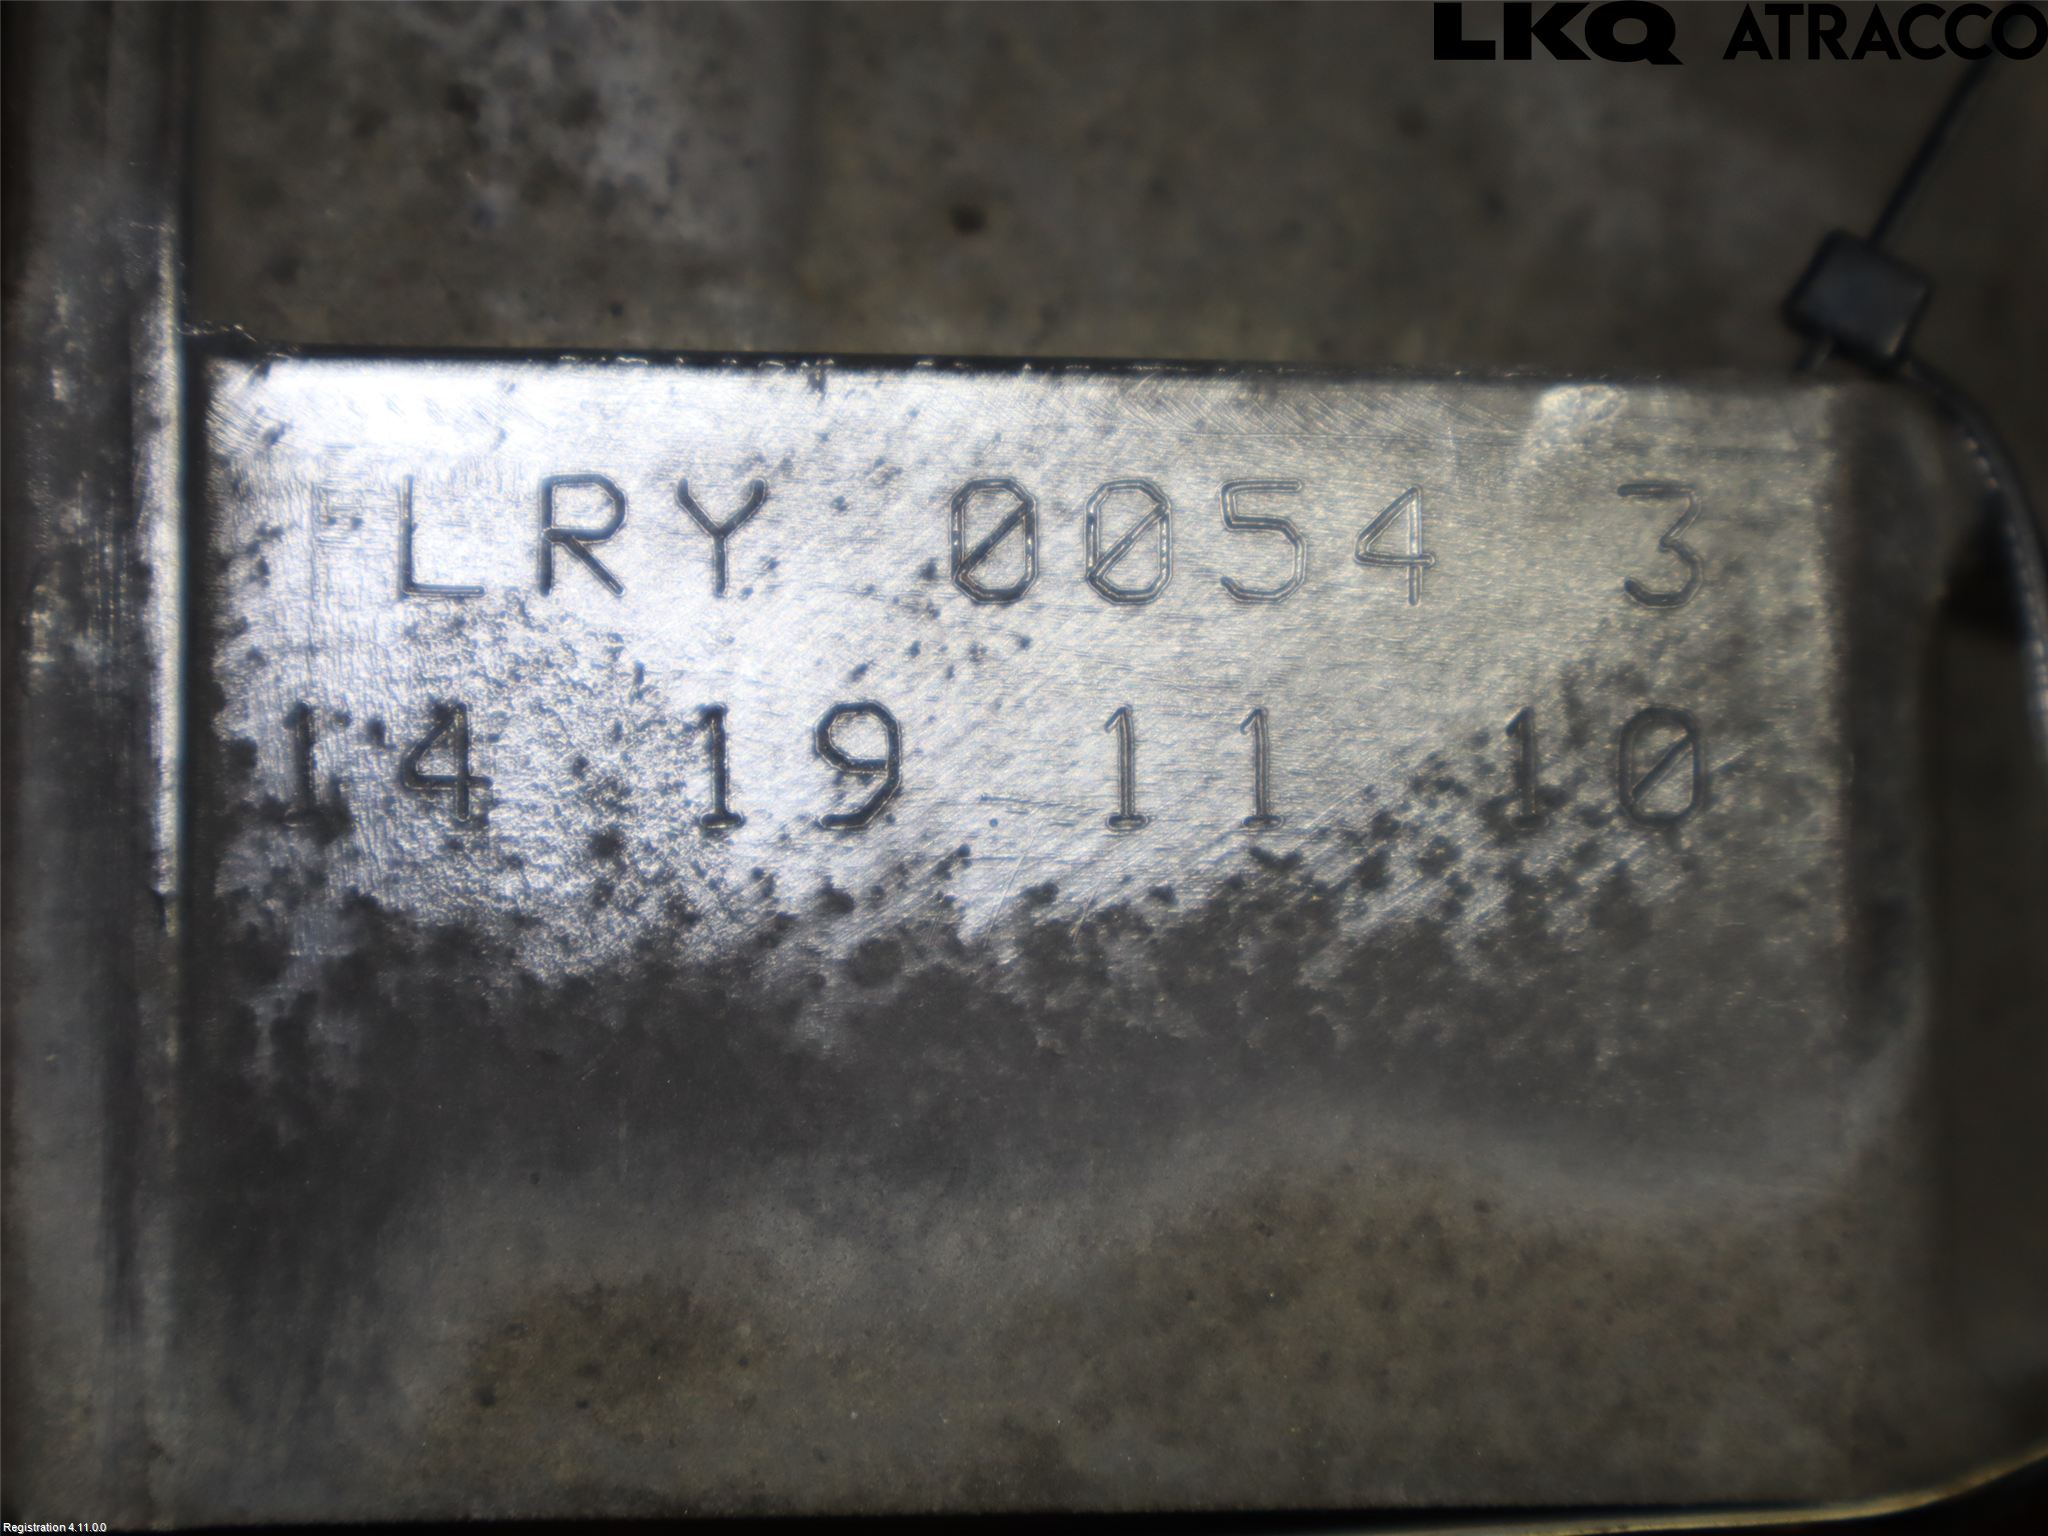 LKQ ATRACCO
LRY 0054 3
14 19 11 10
Registration 4.11.0.0